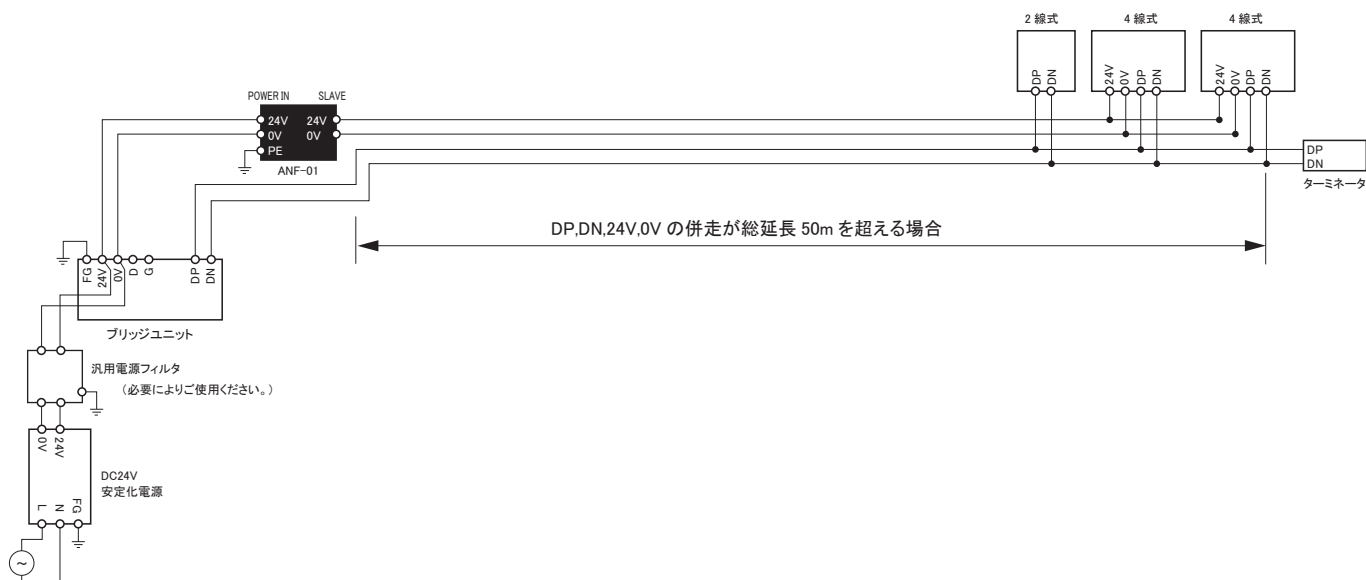 2 線式
4 線式
4 線式
DP
DN
24V
0V
DP
DN
24V
0V
DP
DN
POWER IN
SLAVE
24V
24V
0V
0V
PE
ANF-01
DP
DN
ターミネータ
DP,DN,24V,0V の併走が総延長 50m を超える場合
FG
24V
0V
D
G
DP
DN
ブリッジユニット
汎用電源フィルタ
（必要によりご使用ください。）
0V
24V
DC24V
安定化電源
L
N
FG
~